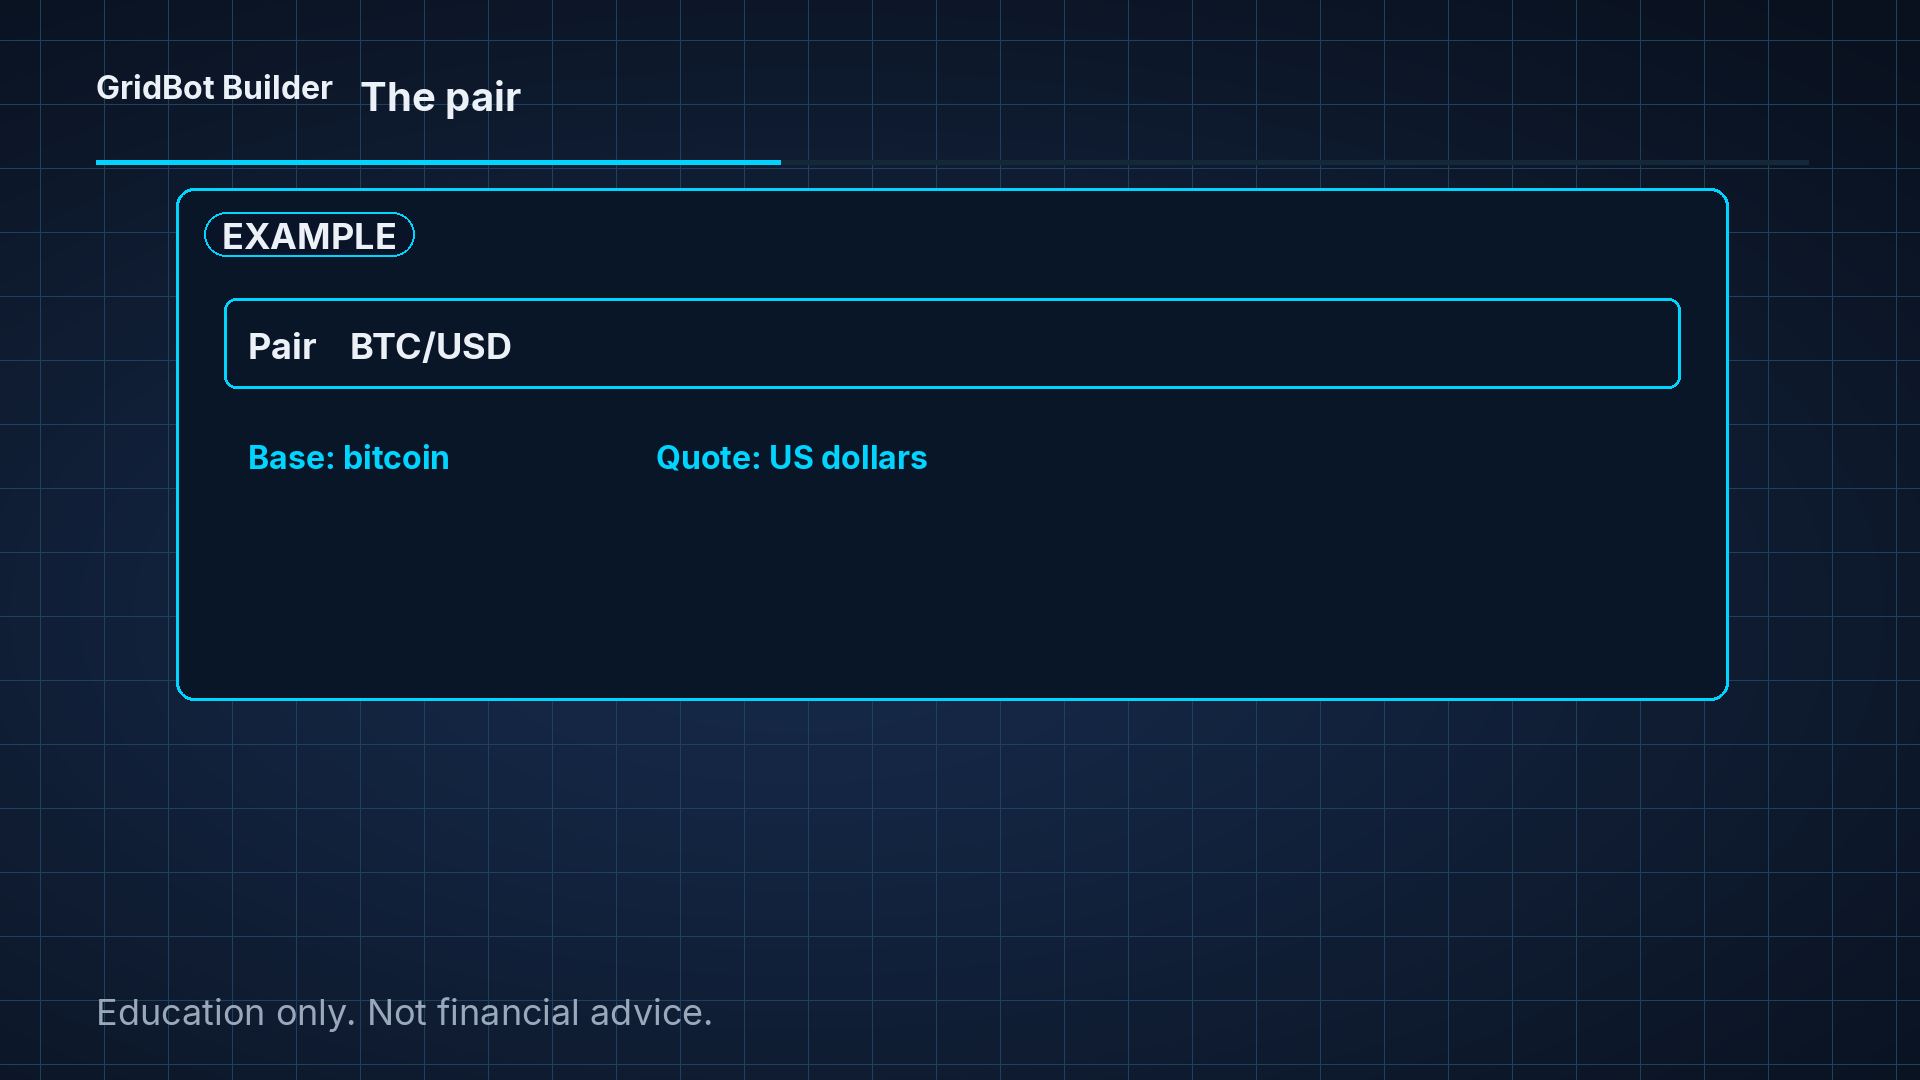 GridBot Builder The pair
EXAMPLE
Pair BTC/USD
Base: bitcoin Quote: US dollars
Education only. Not financial advice.